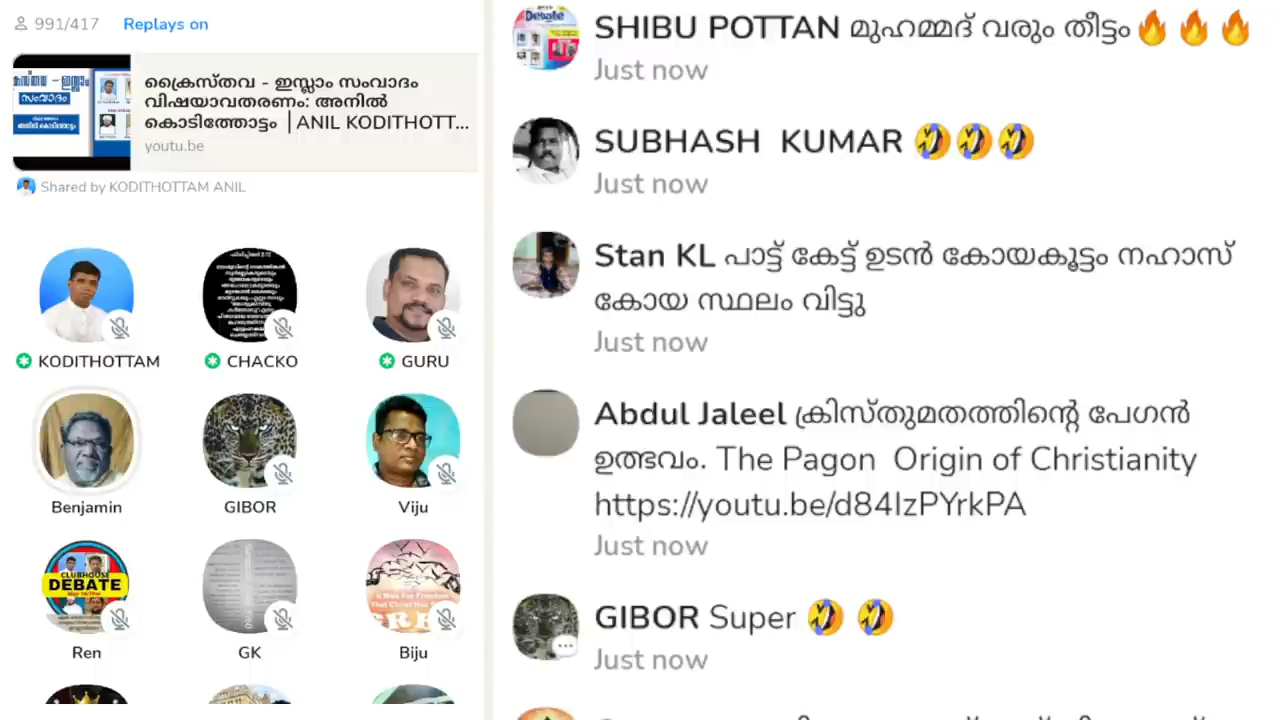 991/417 Replays on
ക്രൈസ്തവ - ഇസ്ലാം സംവാദം
വിഷയാവതരണം: അനിൽ
കൊടിത്തോട്ടം | ANIL KODITHOTT...
youtu.be
Shared by KODITHOTTAM ANIL
സംവാദം
അനിൽ കൊടിത്തോട്ടം
KODITHOTTAM
CHACKO
GURU
Benjamin
GIBOR
Viju
CLUBHOUSE
DEBATE
Ren
GK
Biju
Debate
SHIBU POTTAN മുഹമ്മദ് വരും തീട്ടം🔥🔥🔥
Just now
SUBHASH KUMAR 🤣🤣🤣
Just now
Stan KL പാട്ട് കേട്ട് ഉടൻ കോയകൂട്ടം നഹാസ്
കോയ സ്ഥലം വിട്ടു
Just now
Abdul Jaleel ക്രിസ്തുമതത്തിന്റെ പേഗൻ
ഉത്ഭവം. The Pagon Origin of Christianity
https://youtu.be/d84IzPYrkPA
Just now
GIBOR Super 🤣 🤣
Just now